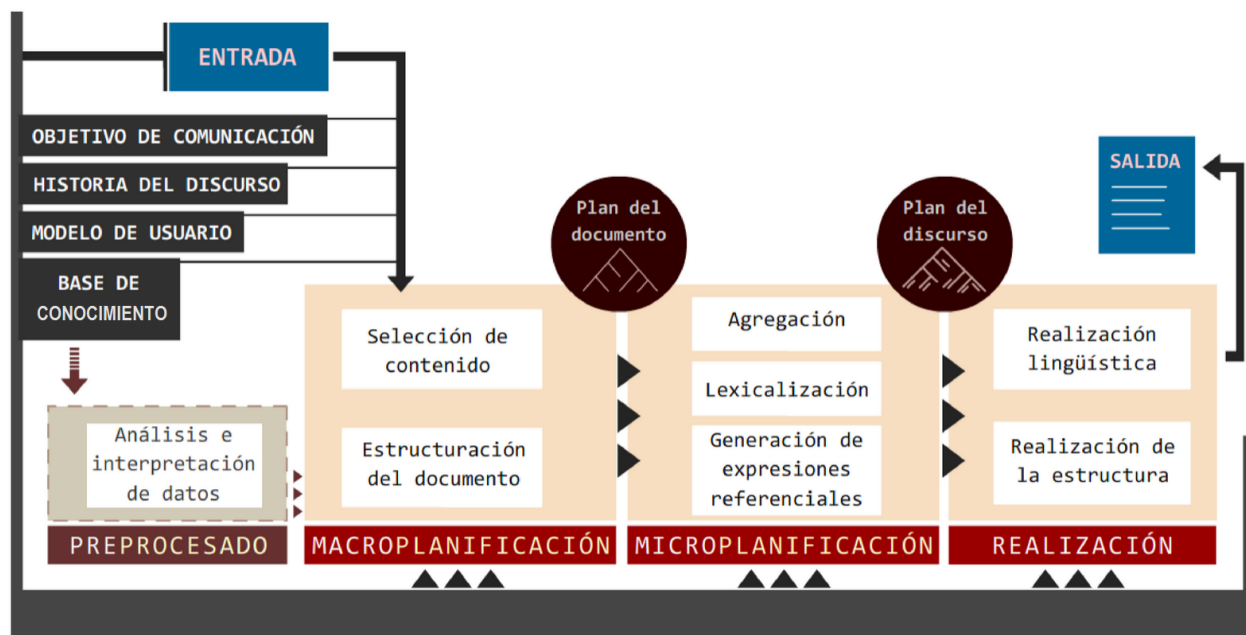 ENTRADA
OBJETIVO DE COMUNICACIÓN
HISTORIA DEL DISCURSO
MODELO DE USUARIO
BASE DE
CONOCIMIENTO
Análisis e
interpretación
de datos
PREPROCESADO
Selección de
contenido
Estructuración
del documento
MACROPLANIFICACIÓN
Plan del
documento
Agregación
Lexicalización
Generación de
expresiones
referenciales
MICROPLANIFICACIÓN
Plan del
discurso
Realización
lingüística
Realización de
la estructura
REALIZACIÓN
SALIDA